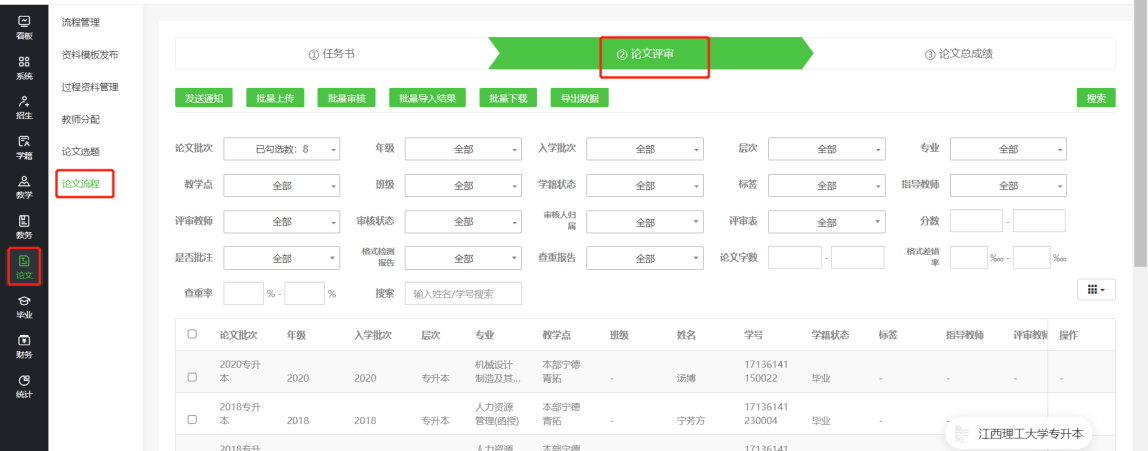 看板
系统
招生
学籍
教学
教务
论文
毕业
财务
统计
流程管理
资料模板发布
过程资料管理
教师分配
论文选题
论文流程
① 任务书
② 论文评审
③ 论文总成绩
发送通知 批量上传 批量审核 批量导入结果 批量下载 导出数据 搜索
论文批次 已勾选数：8 年级 全部 入学批次 全部 层次 全部 专业 全部
教学点 全部 班级 全部 学籍状态 全部 标签 全部 指导教师 全部
评审教师 全部 审核状态 全部 审核人归属 全部 评审表 全部 分数 -
是否批注 全部 格式检测报告 全部 查重报告 全部 论文字数 - 格式差错率 ‱ - ‱
查重率 % - % 搜索 输入姓名/学号搜索
论文批次 年级 入学批次 层次 专业 教学点 班级 姓名 学号 学籍状态 标签 指导教师 评审教师 操作
2020专升本 2020 2020 专升本 机械设计制造及其... 本部宁德青拓 - 汤博 17136141150022 毕业 - - - -
2018专升本 2018 2018 专升本 人力资源管理(函授) 本部宁德青拓 - 宁芳方 17136141230004 毕业 - -
2018专升 人力资源 本部宁德 17136141
江西理工大学专升本